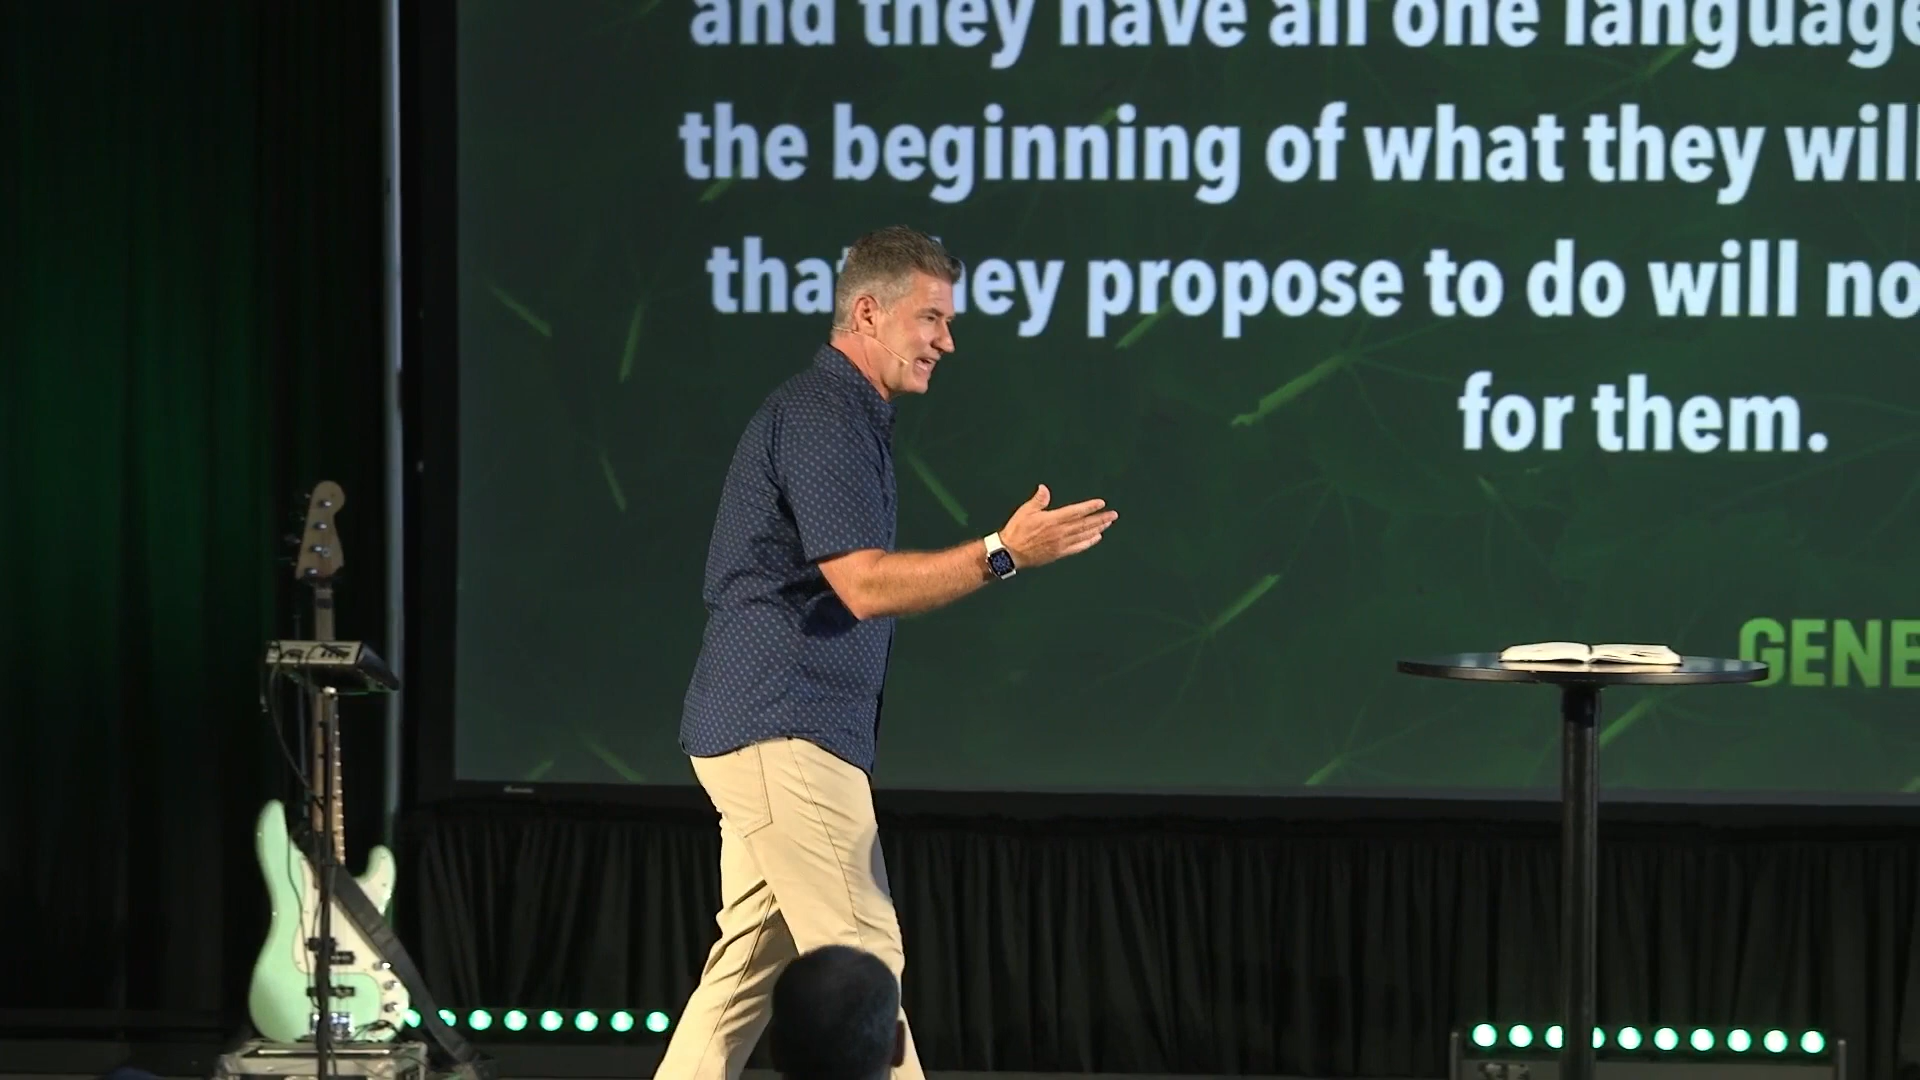 and they have all one language
the beginning of what they will
they propose to do will no
for them.
GENE